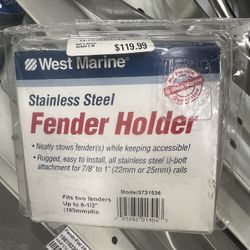 $119.99
West Marine®
Stainless Steel
Fender Holder
• Neatly stows fender(s) while keeping accessible!
• Rugged, easy to install, all stainless steel U-bolt
attachment for 7/8" to 1" (22mm or 25mm) rails
Fits two fenders
Up to 6-1/2"
(165mm)dia.
Model3731536